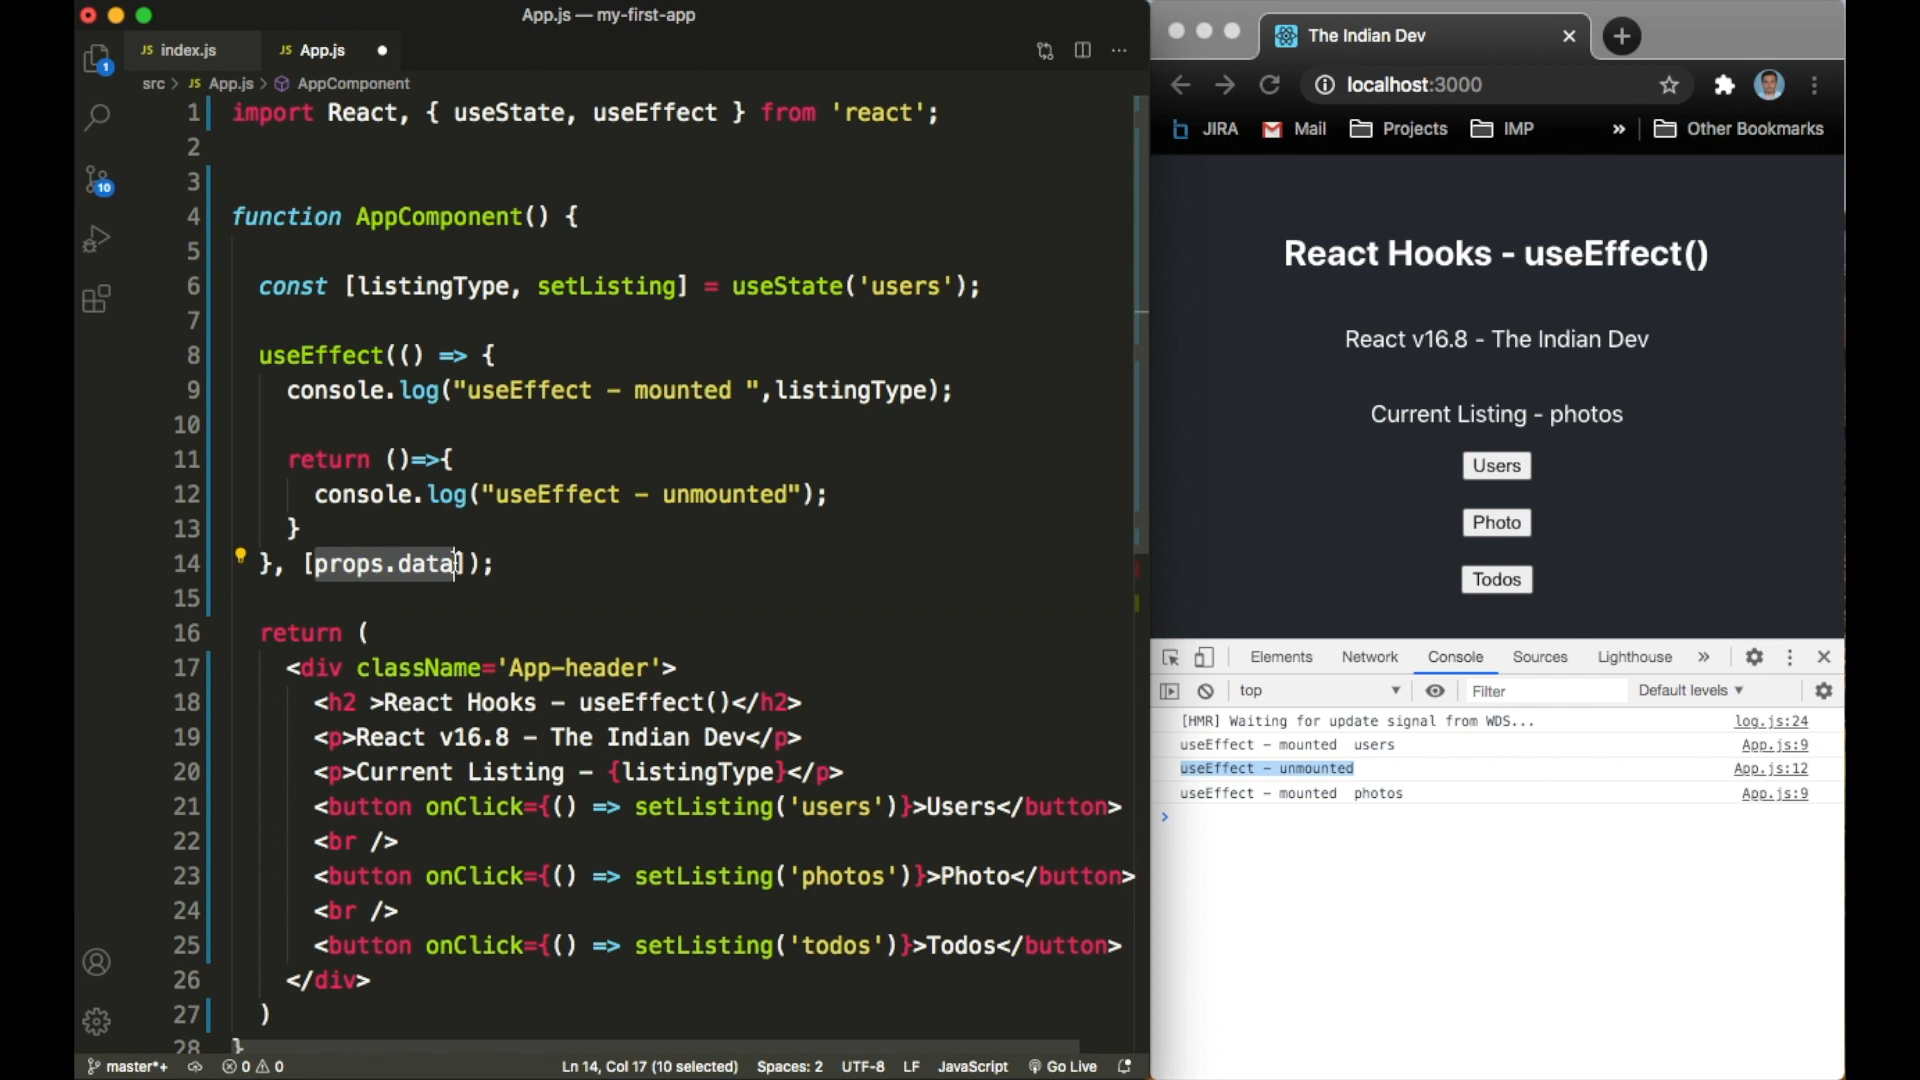 App.js — my-first-app
JS index.js
JS App.js
src > JS App.js > AppComponent
1
10
1 import React, { useState, useEffect } from 'react';
2
3
4 function AppComponent() {
5
6 const [listingType, setListing] = useState('users');
7
8 useEffect(() => {
9 console.log("useEffect - mounted ",listingType);
10
11 return ()=>{
12 console.log("useEffect - unmounted");
13 }
14 }, [props.data]);
15
16 return (
17 <div className='App-header'>
18 <h2 >React Hooks - useEffect()</h2>
19 <p>React v16.8 - The Indian Dev</p>
20 <p>Current Listing - {listingType}</p>
21 <button onClick={() => setListing('users')}>Users</button>
22 <br />
23 <button onClick={() => setListing('photos')}>Photo</button>
24 <br />
25 <button onClick={() => setListing('todos')}>Todos</button>
26 </div>
27 )
28 }
master*+ 0 0 Ln 14, Col 17 (10 selected) Spaces: 2 UTF-8 LF JavaScript Go Live
The Indian Dev
localhost:3000
JIRA Mail Projects IMP » Other Bookmarks
React Hooks - useEffect()
React v16.8 - The Indian Dev
Current Listing - photos
Users
Photo
Todos
Elements Network Console Sources Lighthouse »
top Filter Default levels
[HMR] Waiting for update signal from WDS... log.js:24
useEffect - mounted users App.js:9
useEffect - unmounted App.js:12
useEffect - mounted photos App.js:9
>